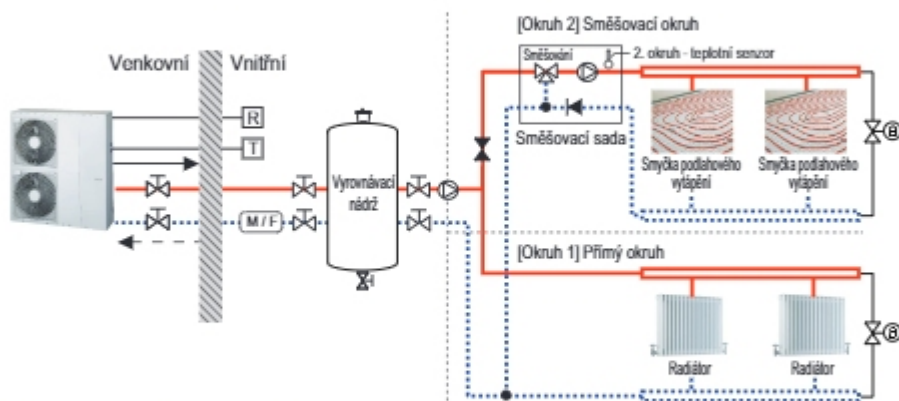 [Okruh 2] Směšovací okruh
Venkovní
Vnitřní
Směšování
2. okruh - teplotní senzor
R
T
Směšovací sada
Smyčka podlahového
vytápění
Smyčka podlahového
vytápění
Vyrovnávací
nádrž
M / F
[Okruh 1] Přímý okruh
Radiátor
Radiátor